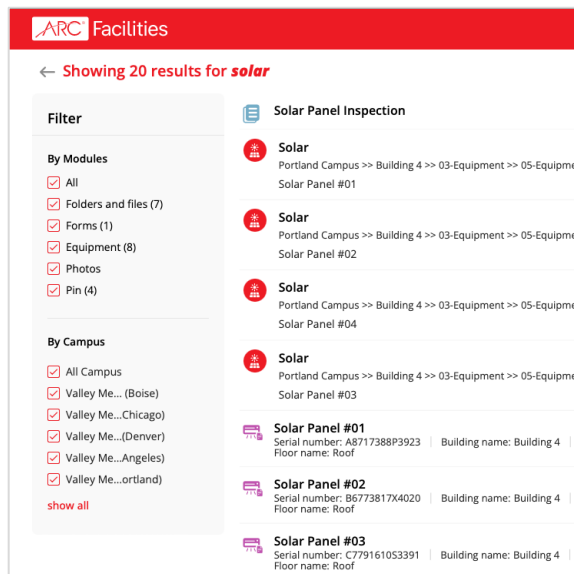 ARC Facilities
← Showing 20 results for solar
Filter
By Modules
All
Folders and files (7)
Forms (1)
Equipment (8)
Photos
Pin (4)
By Campus
All Campus
Valley Me... (Boise)
Valley Me...Chicago)
Valley Me...(Denver)
Valley Me...Angeles)
Valley Me...ortland)
show all
Solar Panel Inspection
Solar
Portland Campus >> Building 4 >> 03-Equipment >> 05-Equipme
Solar Panel #01
Solar
Portland Campus >> Building 4 >> 03-Equipment >> 05-Equipme
Solar Panel #02
Solar
Portland Campus >> Building 4 >> 03-Equipment >> 05-Equipme
Solar Panel #04
Solar
Portland Campus >> Building 4 >> 03-Equipment >> 05-Equipme
Solar Panel #03
Solar Panel #01
Serial number: A8717388P3923 | Building name: Building 4 |
Floor name: Roof
Solar Panel #02
Serial number: B6773817X4020 | Building name: Building 4 |
Floor name: Roof
Solar Panel #03
Serial number: C7791610S3391 | Building name: Building 4 |
Floor name: Roof